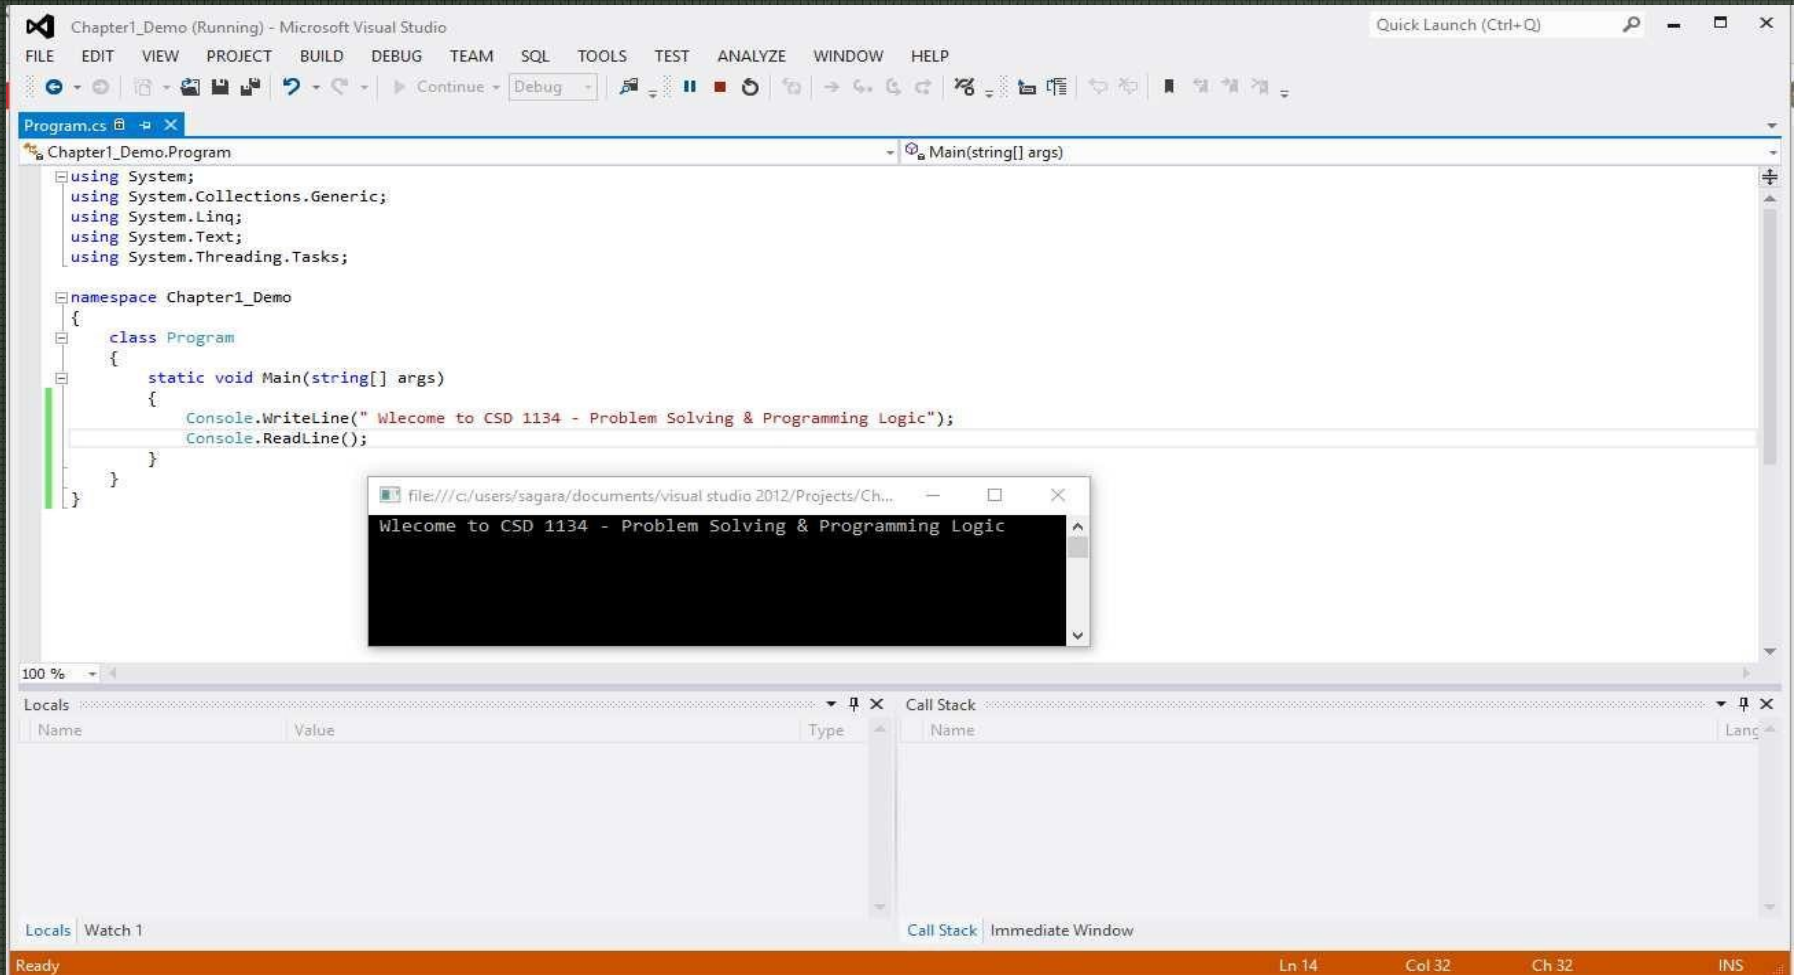 Chapter1_Demo (Running) - Microsoft Visual Studio
Quick Launch (Ctrl+Q)
FILE EDIT VIEW PROJECT BUILD DEBUG TEAM SQL TOOLS TEST ANALYZE WINDOW HELP
Continue Debug
Program.cs
Chapter1_Demo.Program
Main(string[] args)
using System;
using System.Collections.Generic;
using System.Linq;
using System.Text;
using System.Threading.Tasks;
namespace Chapter1_Demo
{
class Program
{
static void Main(string[] args)
{
Console.WriteLine(" Wlecome to CSD 1134 - Problem Solving & Programming Logic");
Console.ReadLine();
}
}
}
file:///c:/users/sagara/documents/visual studio 2012/Projects/Ch...
Wlecome to CSD 1134 - Problem Solving & Programming Logic
100 %
Locals
Name Value Type
Call Stack
Name Lang
Locals Watch 1
Call Stack Immediate Window
Ready Ln 14 Col 32 Ch 32 INS